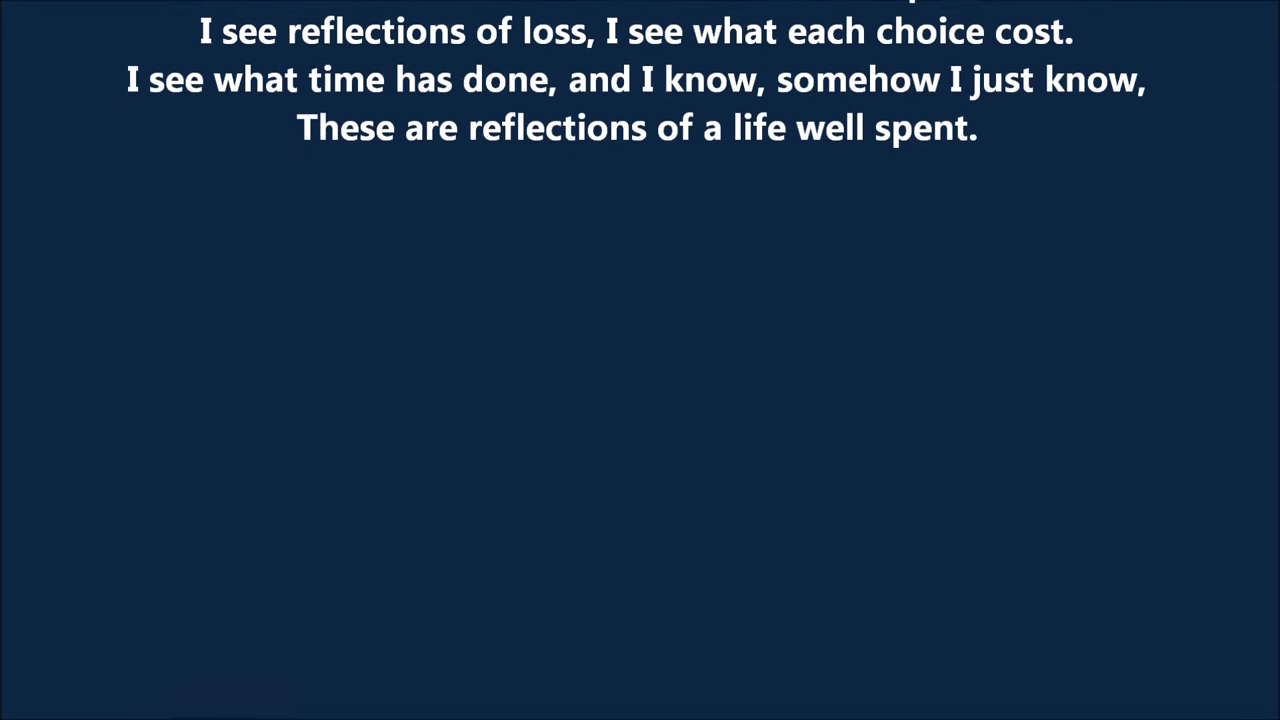 I see reflections of loss, I see what each choice cost.
I see what time has done, and I know, somehow I just know,
These are reflections of a life well spent.